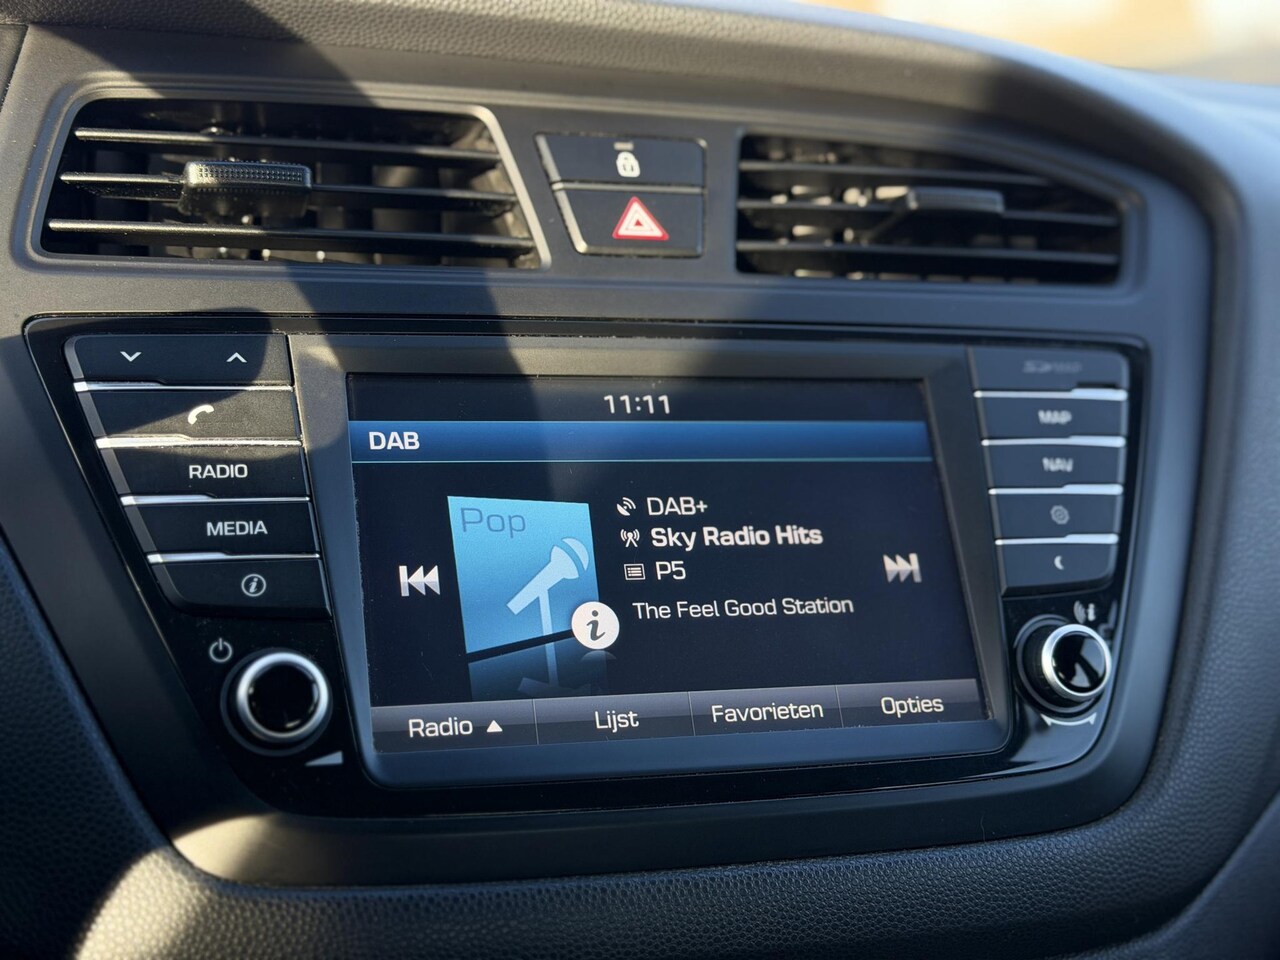 11:11
DAB
RADIO
MEDIA
MAP
NAV
Pop
DAB+
Sky Radio Hits
P5
The Feel Good Station
Radio
Lijst
Favorieten
Opties